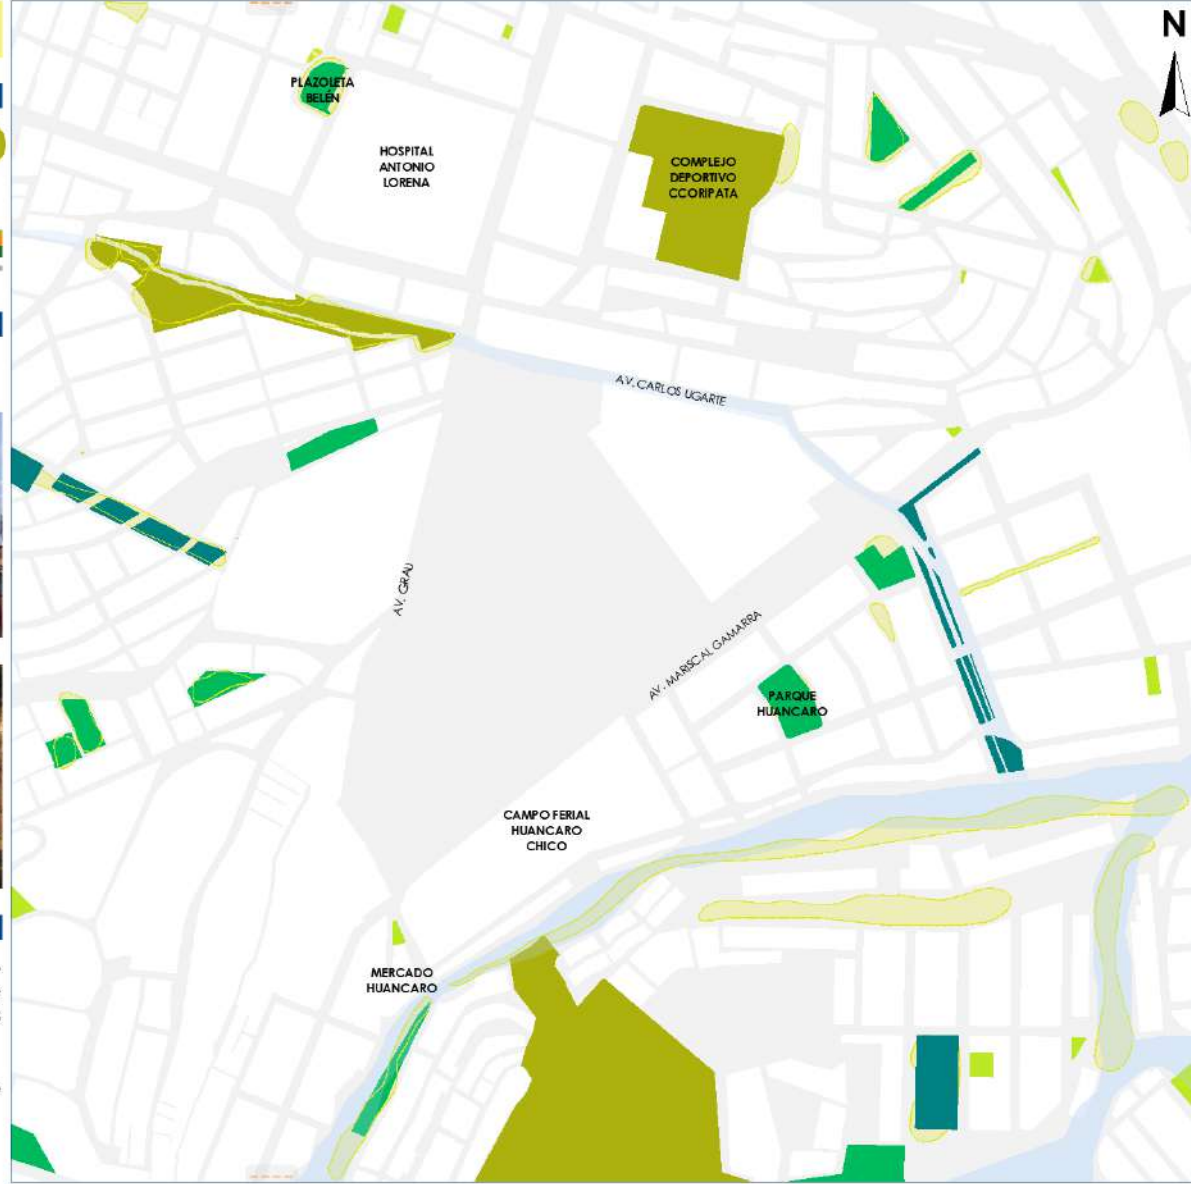 N
PLAZOLETA
BELÉN
HOSPITAL
ANTONIO
LORENA
COMPLEJO
DEPORTIVO
CCORIPATA
AV. CARLOS UGARTE
AV. GRAU
AV. MARISCAL GAMARRA
PARQUE
HUANCARO
CAMPO FERIAL
HUANCARO
CHICO
MERCADO
HUANCARO